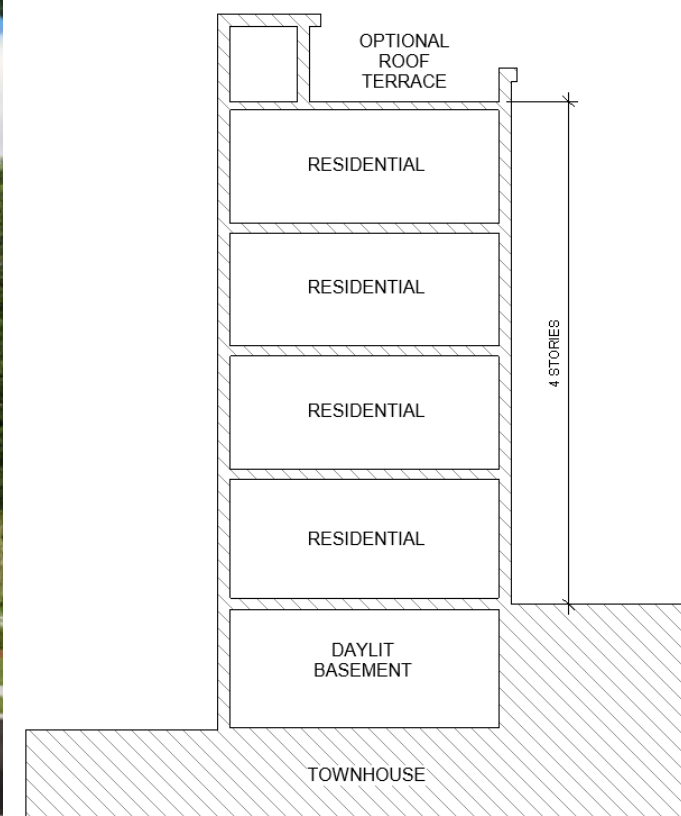 OPTIONAL
ROOF
TERRACE
RESIDENTIAL
RESIDENTIAL
4 STORIES
RESIDENTIAL
RESIDENTIAL
DAYLIT
BASEMENT
TOWNHOUSE